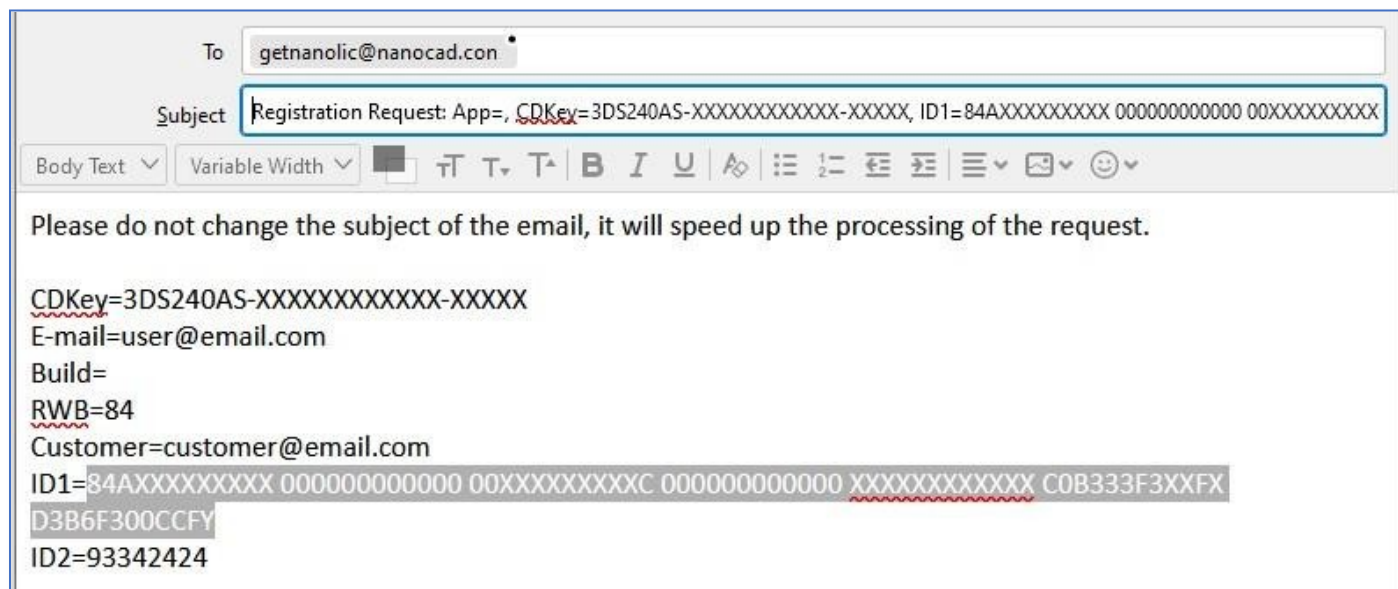 To getnanolic@nanocad.con
Subject Registration Request: App=, CDKey=3DS240AS-XXXXXXXXXXXX-XXXXX, ID1=84AXXXXXXXXX 000000000000 00XXXXXXXXX
Body Text Variable Width
Please do not change the subject of the email, it will speed up the processing of the request.
CDKey=3DS240AS-XXXXXXXXXXXX-XXXXX
E-mail=user@email.com
Build=
RWB=84
Customer=customer@email.com
ID1=84AXXXXXXXXX 000000000000 00XXXXXXXXXC 000000000000 XXXXXXXXXXXX C0B333F3XXFX
D3B6F300CCFY
ID2=93342424